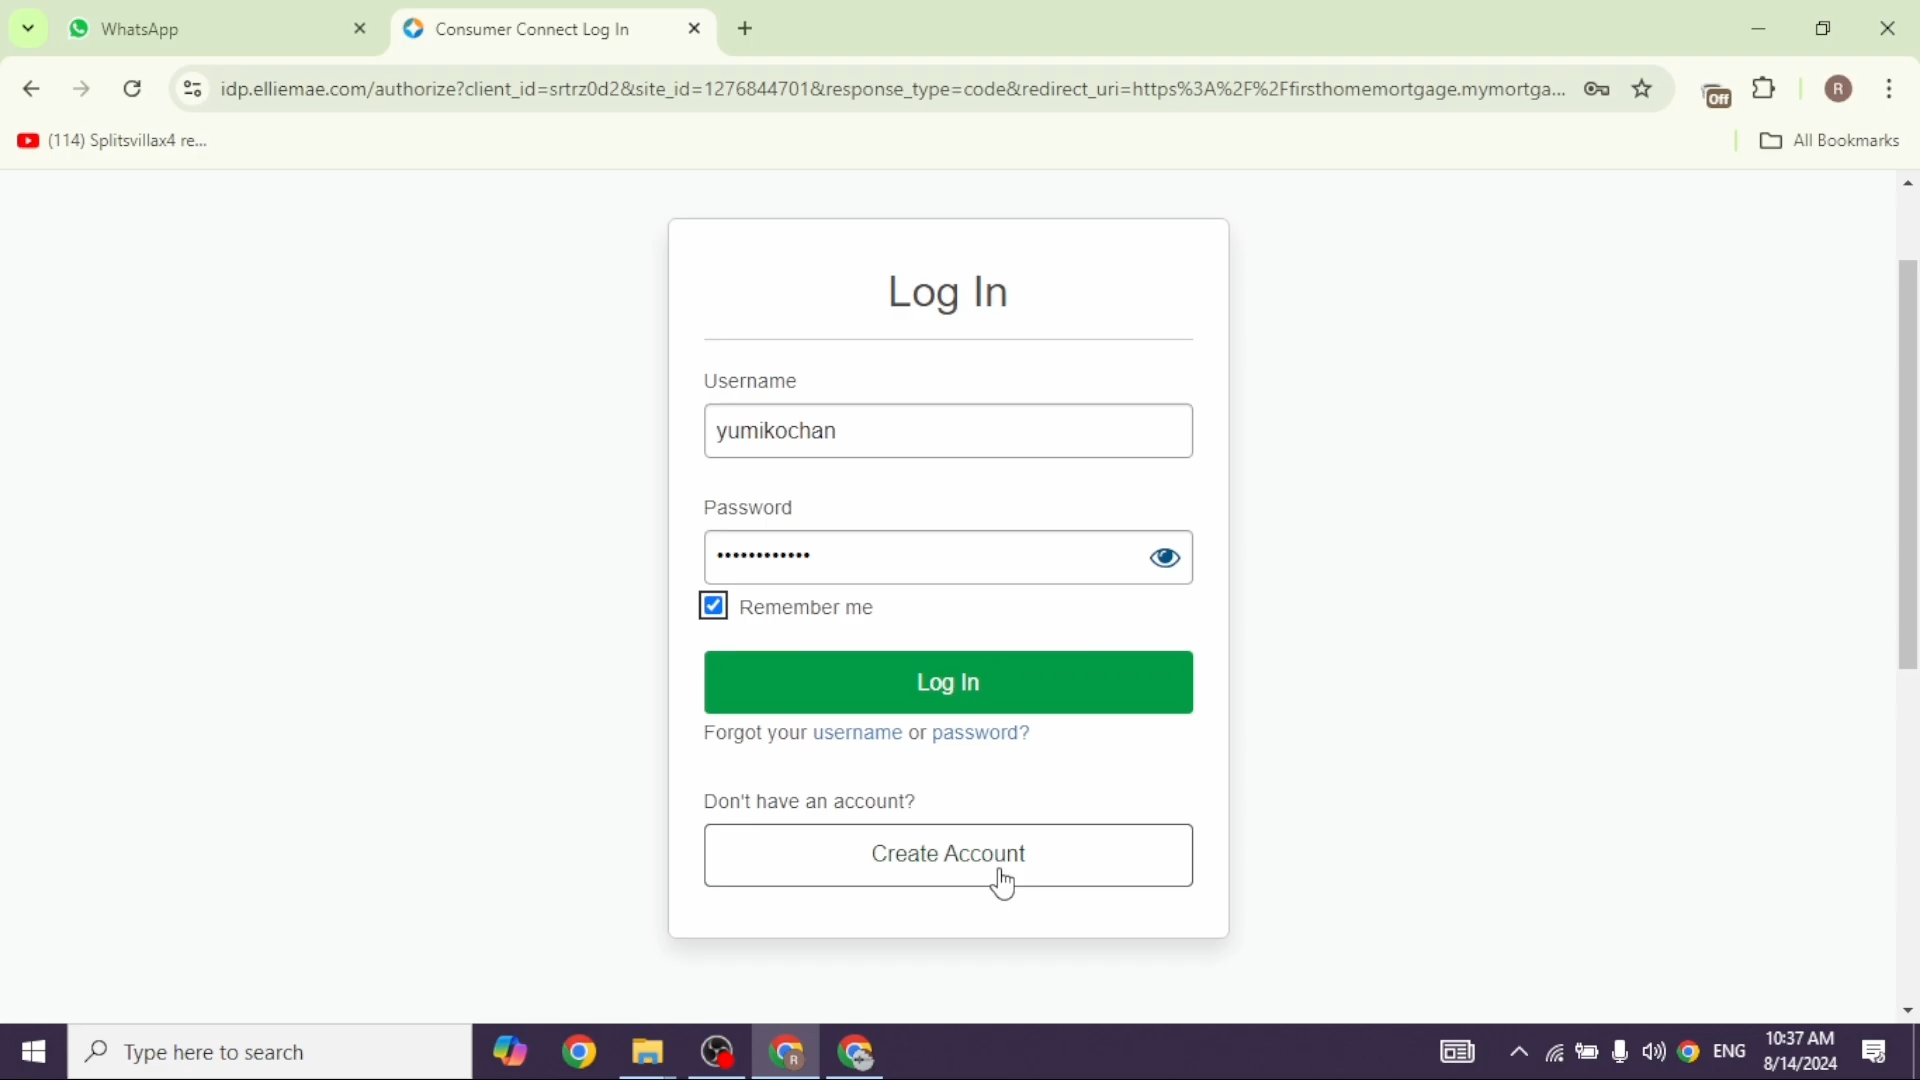 WhatsApp
Consumer Connect Log In
idp.elliemae.com/authorize?client_id=srtrz0d2&site_id=1276844701&response_type=code&redirect_uri=https%3A%2F%2Ffirsthomemortgage.mymortga...
Off
R
(114) Splitsvillax4 re...
All Bookmarks
Log In
Username
yumikochan
Password
••••••••••••
Remember me
Log In
Forgot your username or password?
Don't have an account?
Create Account
Type here to search
R
ENG
10:37 AM
8/14/2024